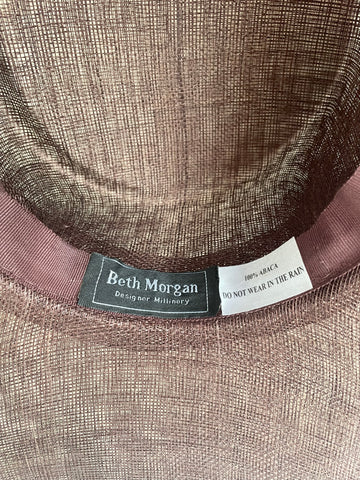 Beth Morgan
Designer Millinery
100% ABACA
DO NOT WEAR IN THE RAIN